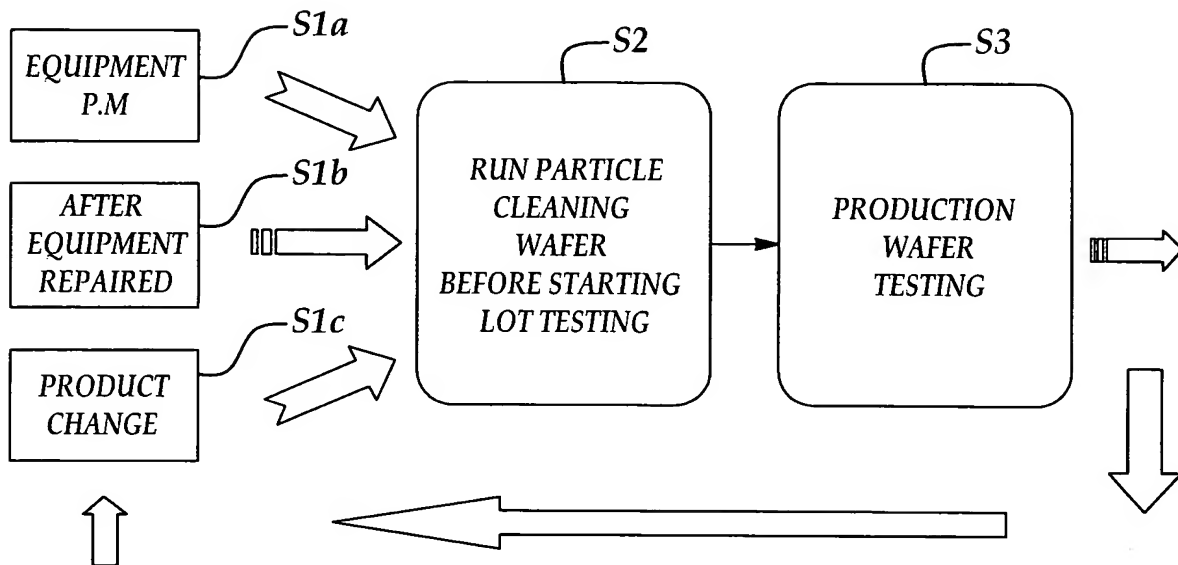 S1a
EQUIPMENT
P.M
S1b
AFTER
EQUIPMENT
REPAIRED
S1c
PRODUCT
CHANGE
S2
RUN PARTICLE
CLEANING
WAFER
BEFORE STARTING
LOT TESTING
S3
PRODUCTION
WAFER
TESTING